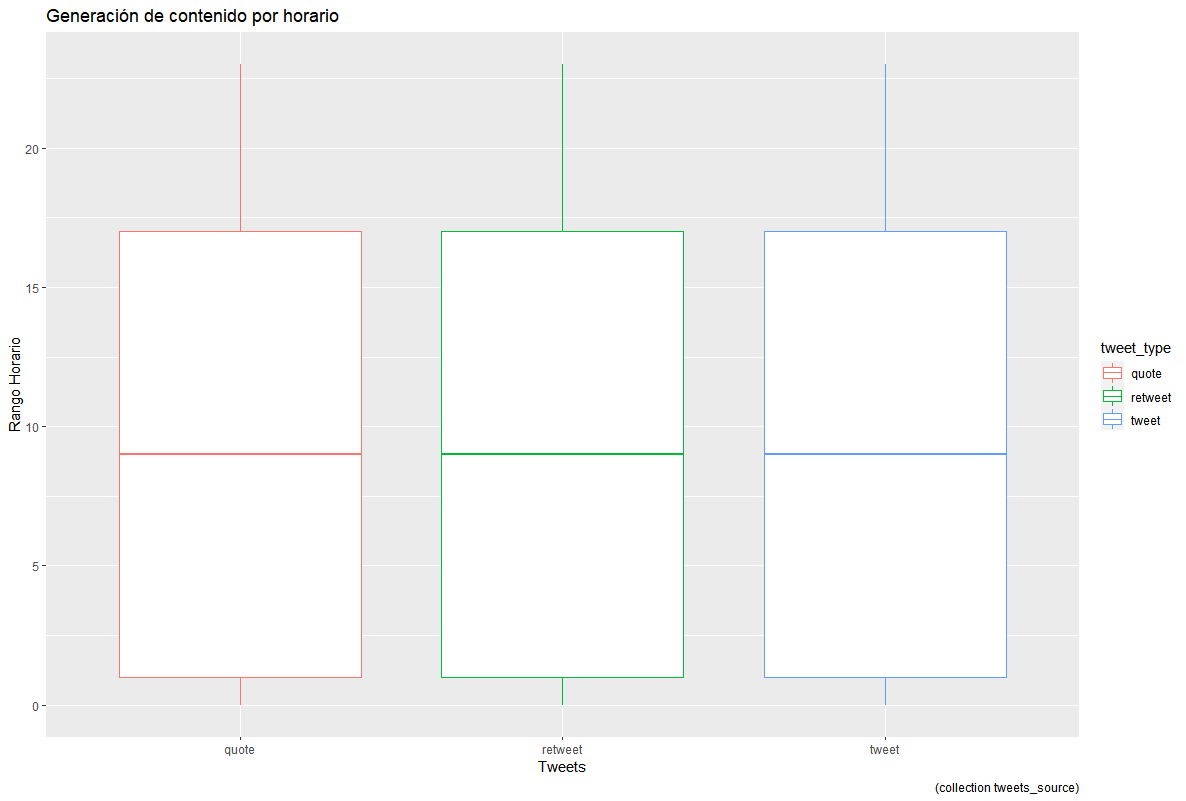 Generación de contenido por horario
Rango Horario
20
15
10
5
0
quote
retweet
tweet
Tweets
tweet_type
quote
retweet
tweet
(collection tweets_source)